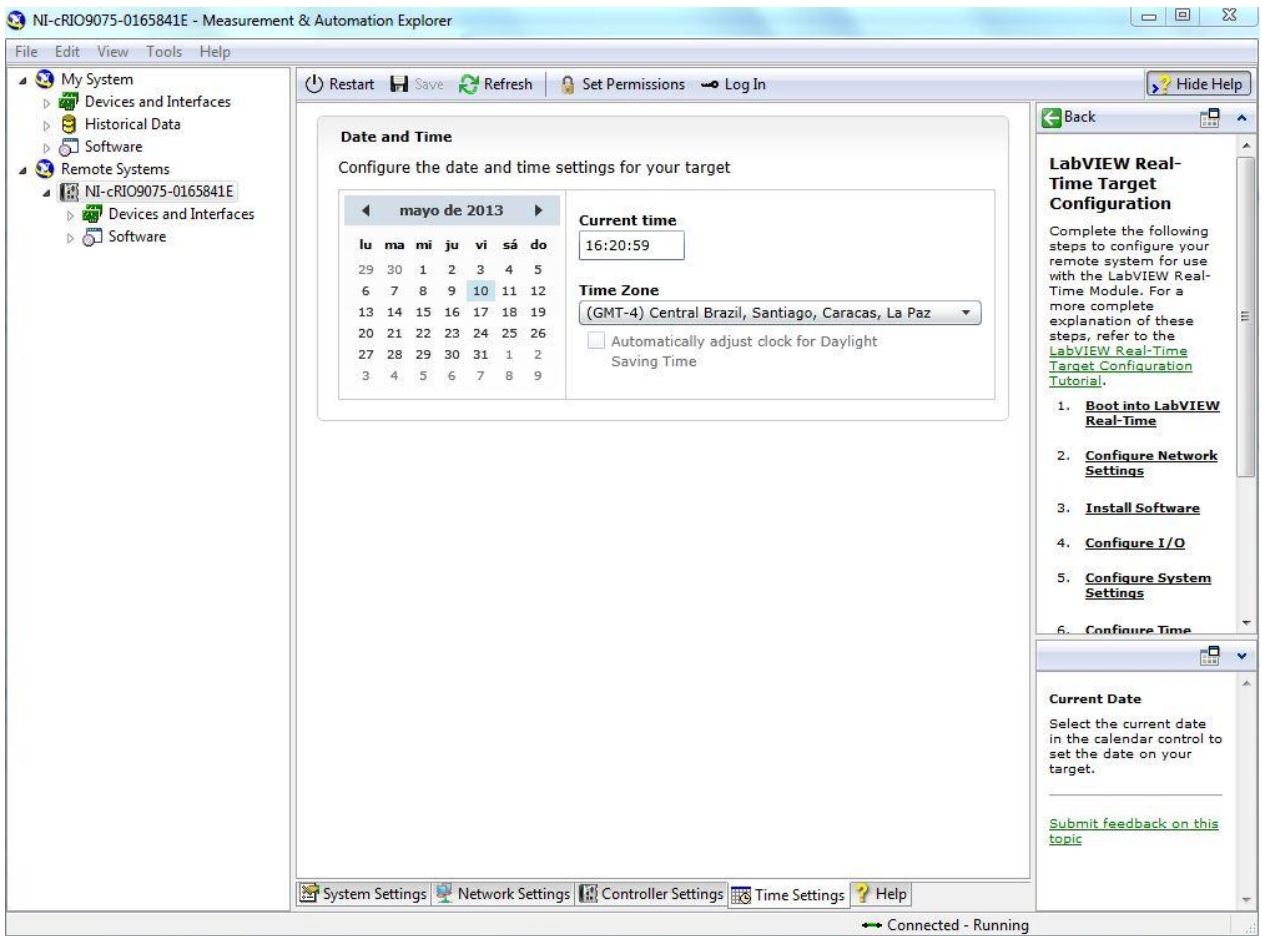 NI-cRIO9075-0165841E - Measurement & Automation Explorer
File Edit View Tools Help
My System
Devices and Interfaces
Historical Data
Software
Remote Systems
NI-cRIO9075-0165841E
Devices and Interfaces
Software
Restart Save Refresh Set Permissions Log In Hide Help
Date and Time
Configure the date and time settings for your target
mayo de 2013
lu ma mi ju vi sá do
29 30 1 2 3 4 5
6 7 8 9 10 11 12
13 14 15 16 17 18 19
20 21 22 23 24 25 26
27 28 29 30 31 1 2
3 4 5 6 7 8 9
Current time
16:20:59
Time Zone
(GMT-4) Central Brazil, Santiago, Caracas, La Paz
Automatically adjust clock for Daylight
Saving Time
Back
LabVIEW Real-
Time Target
Configuration
Complete the following
steps to configure your
remote system for use
with the LabVIEW Real-
Time Module. For a
more complete
explanation of these
steps, refer to the
LabVIEW Real-Time
Target Configuration
Tutorial.
1. Boot into LabVIEW
Real-Time
2. Configure Network
Settings
3. Install Software
4. Configure I/O
5. Configure System
Settings
6. Configure Time
Current Date
Select the current date
in the calendar control to
set the date on your
target.
Submit feedback on this
topic
System Settings Network Settings Controller Settings Time Settings Help
Connected - Running